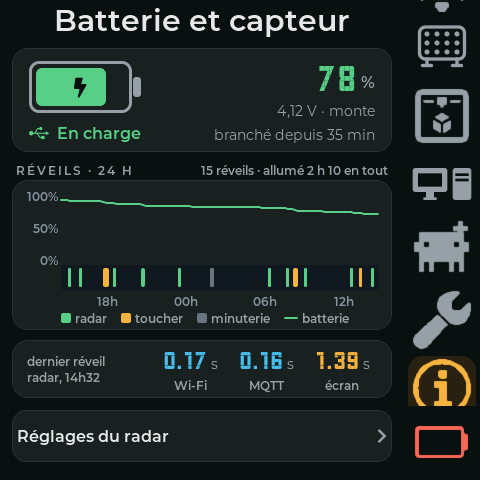 Batterie et capteur
78 %
4,12 V · monte
En charge
branché depuis 35 min
RÉVEILS · 24 H
15 réveils · allumé 2 h 10 en tout
100%
50%
0%
18h 00h 06h 12h
radar toucher minuterie batterie
dernier réveil
radar, 14h32
0.17 s 0.16 s 1.39 s
Wi-Fi MQTT écran
Réglages du radar